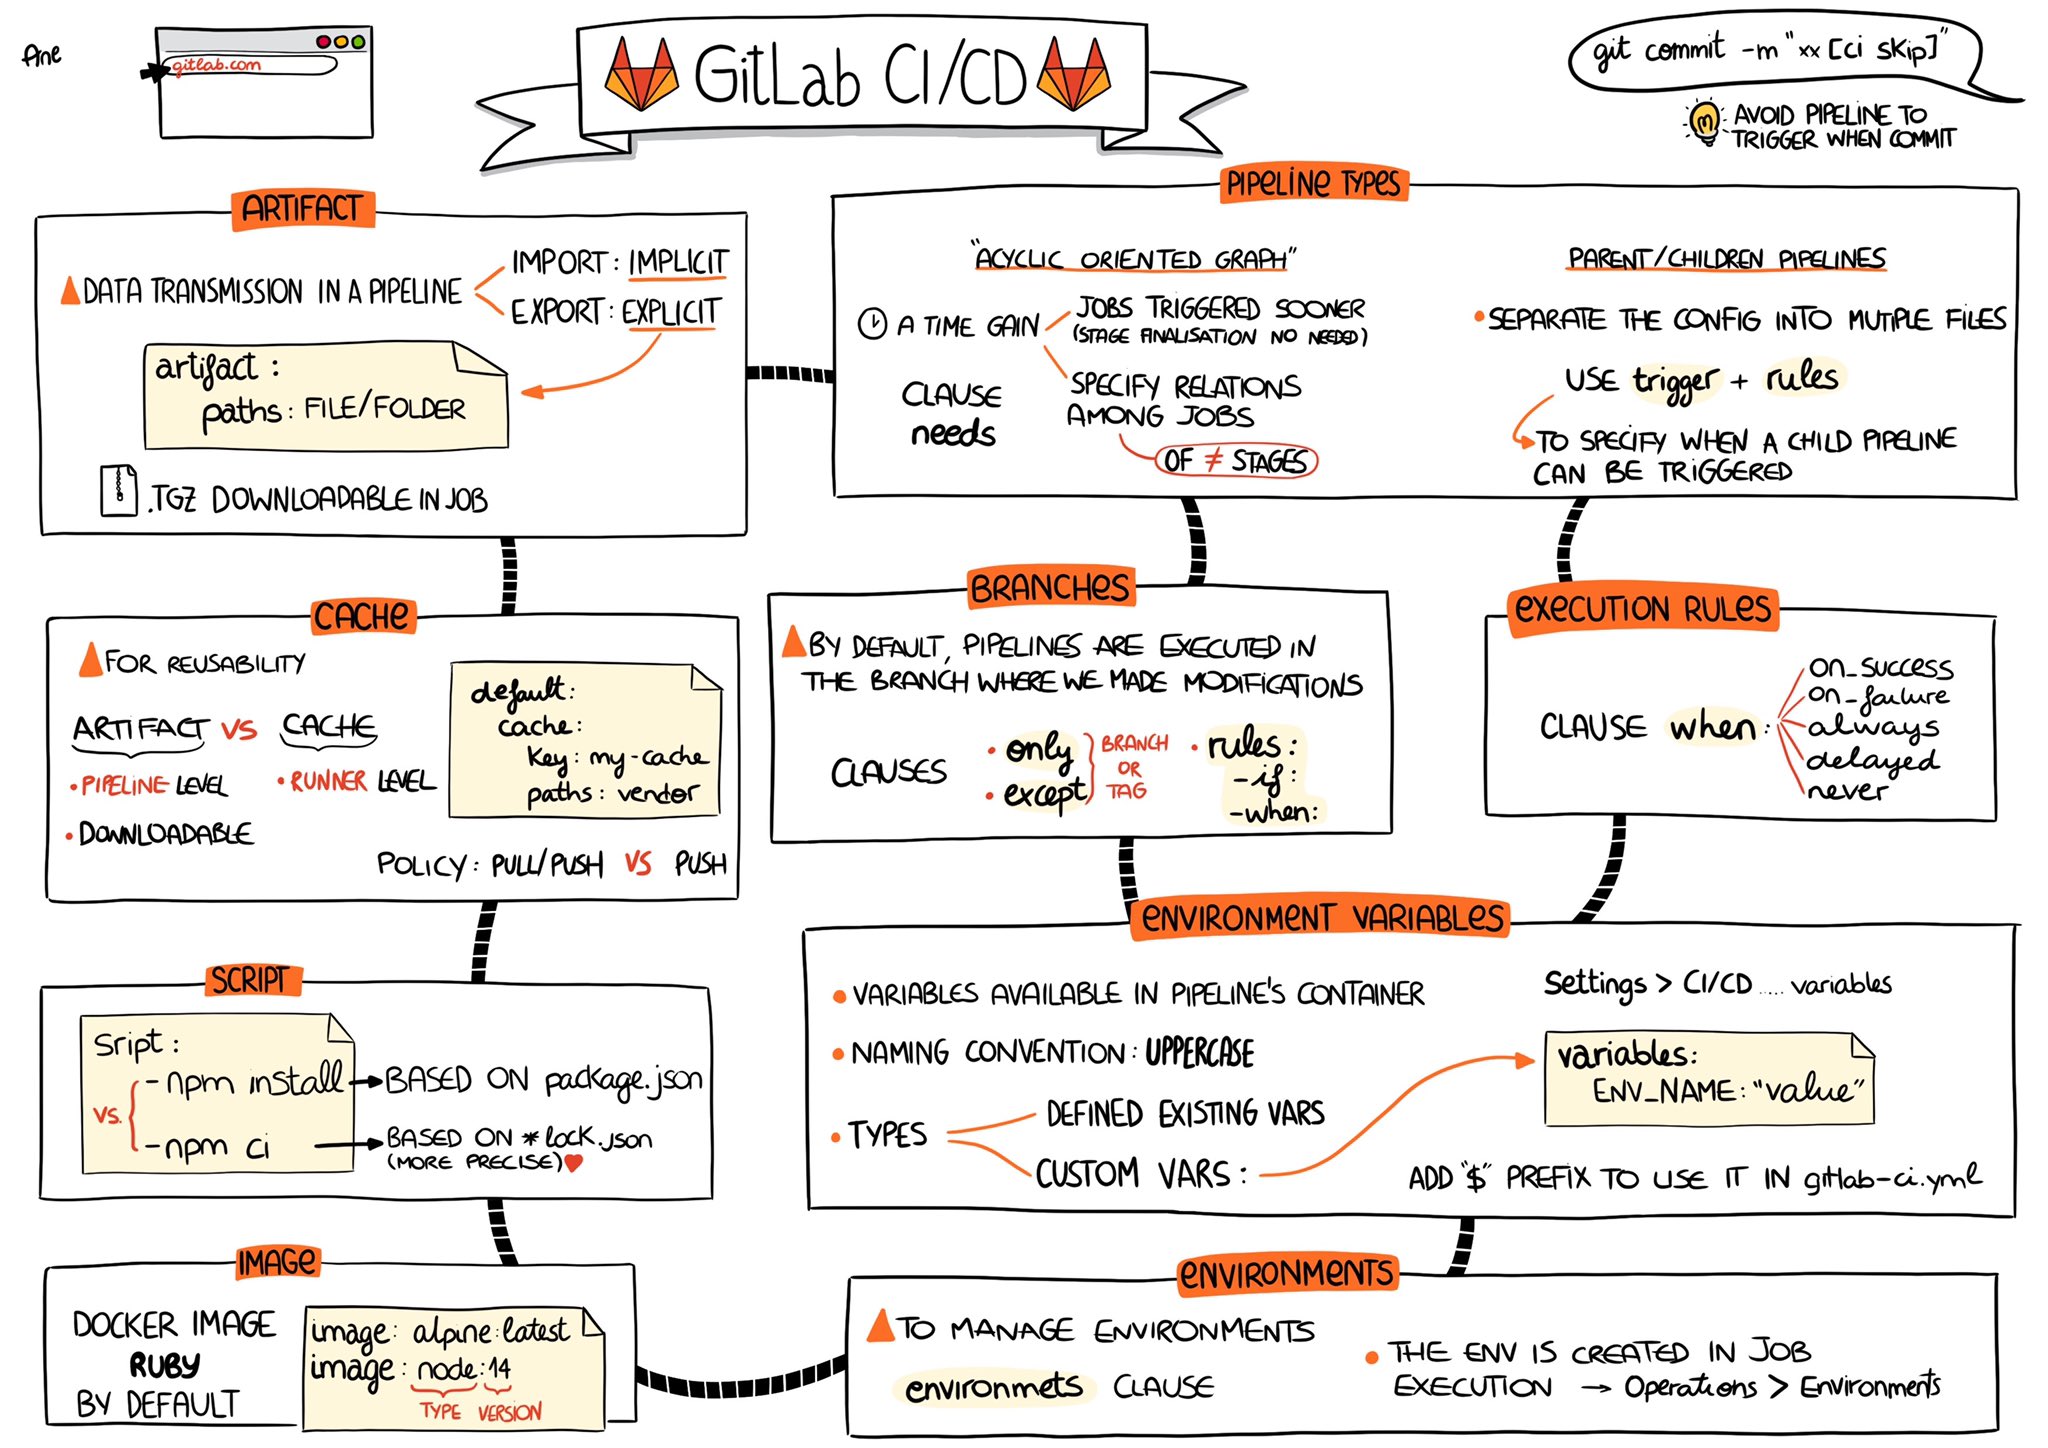 Ane
gitlab.com
GitLab CI/CD
git commit -m "xx [ci skip]"
AVOID PIPELINE TO
TRIGGER WHEN COMMIT
ARTIFACT
DATA TRANSMISSION IN A PIPELINE
IMPORT: IMPLICIT
EXPORT: EXPLICIT
artifact:
paths: FILE/FOLDER
.TGZ DOWNLOADABLE IN JOB
PIPELINE TYPES
"ACYCLIC ORIENTED GRAPH"
A TIME GAIN
JOBS TRIGGERED SOONER
(STAGE FINALISATION NO NEEDED)
CLAUSE
needs
SPECIFY RELATIONS
AMONG JOBS
OF ≠ STAGES
PARENT/CHILDREN PIPELINES
• SEPARATE THE CONFIG INTO MUTIPLE FILES
USE trigger + rules
TO SPECIFY WHEN A CHILD PIPELINE
CAN BE TRIGGERED
CACHE
FOR REUSABILITY
ARTIFACT VS CACHE
• PIPELINE LEVEL
• DOWNLOADABLE
• RUNNER LEVEL
default:
cache:
key: my-cache
paths: vendor
POLICY: PULL/PUSH VS PUSH
BRANCHES
BY DEFAULT, PIPELINES ARE EXECUTED IN
THE BRANCH WHERE WE MADE MODIFICATIONS
CLAUSES
• only
• except
BRANCH
OR
TAG
• rules:
-if:
-when:
EXECUTION RULES
CLAUSE when:
on_success
on_failure
always
delayed
never
SCRIPT
Sript:
VS.
- npm install
BASED ON package.json
- npm ci
BASED ON *lock.json
(MORE PRECISE)
ENVIRONMENT VARIABLES
• VARIABLES AVAILABLE IN PIPELINE'S CONTAINER
• NAMING CONVENTION: UPPERCASE
• TYPES
DEFINED EXISTING VARS
CUSTOM VARS:
Settings > CI/CD ..... variables
variables:
ENV_NAME: "value"
ADD "$" PREFIX TO USE IT IN gitlab-ci.yml
IMAGE
DOCKER IMAGE
RUBY
BY DEFAULT
image: alpine:latest
image: node:14
TYPE VERSION
ENVIRONMENTS
TO MANAGE ENVIRONMENTS
environmets CLAUSE
• THE ENV IS CREATED IN JOB
EXECUTION → Operations > Environments